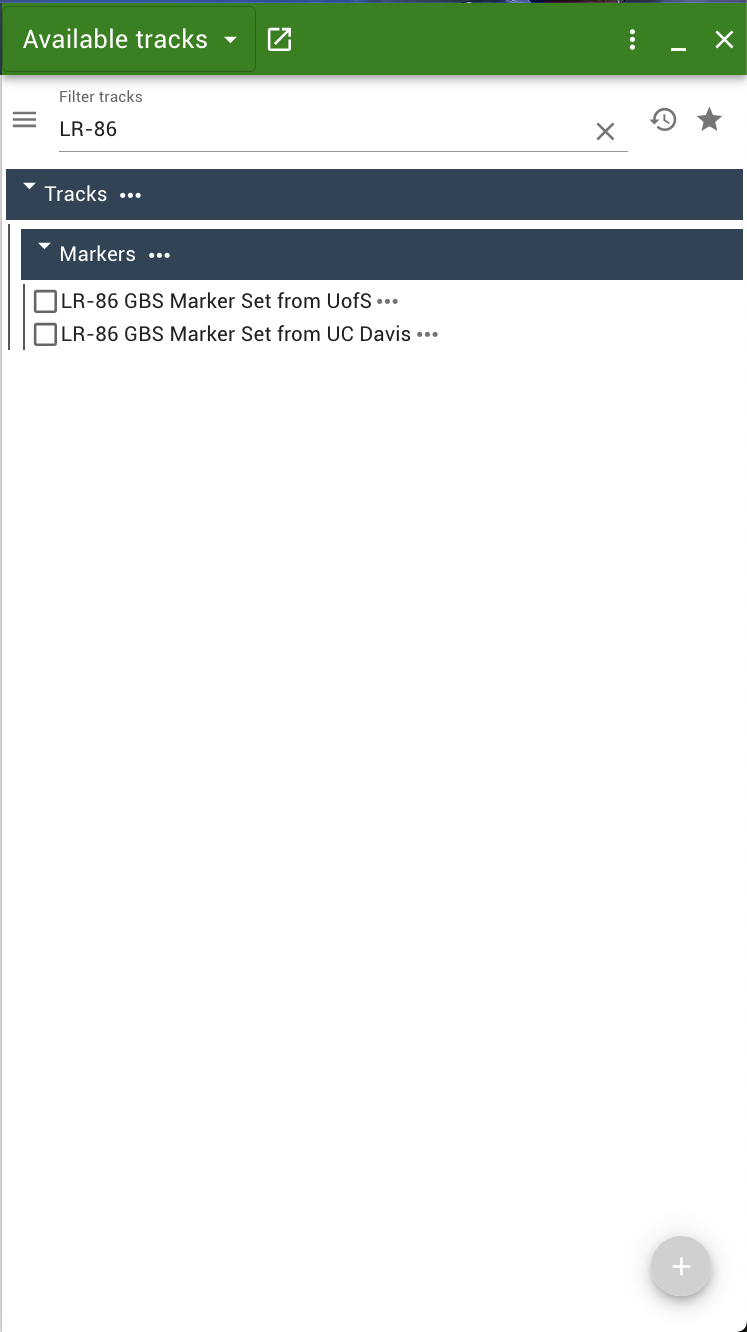 Available tracks
Filter tracks
LR-86
Tracks
Markers
LR-86 GBS Marker Set from UofS
LR-86 GBS Marker Set from UC Davis